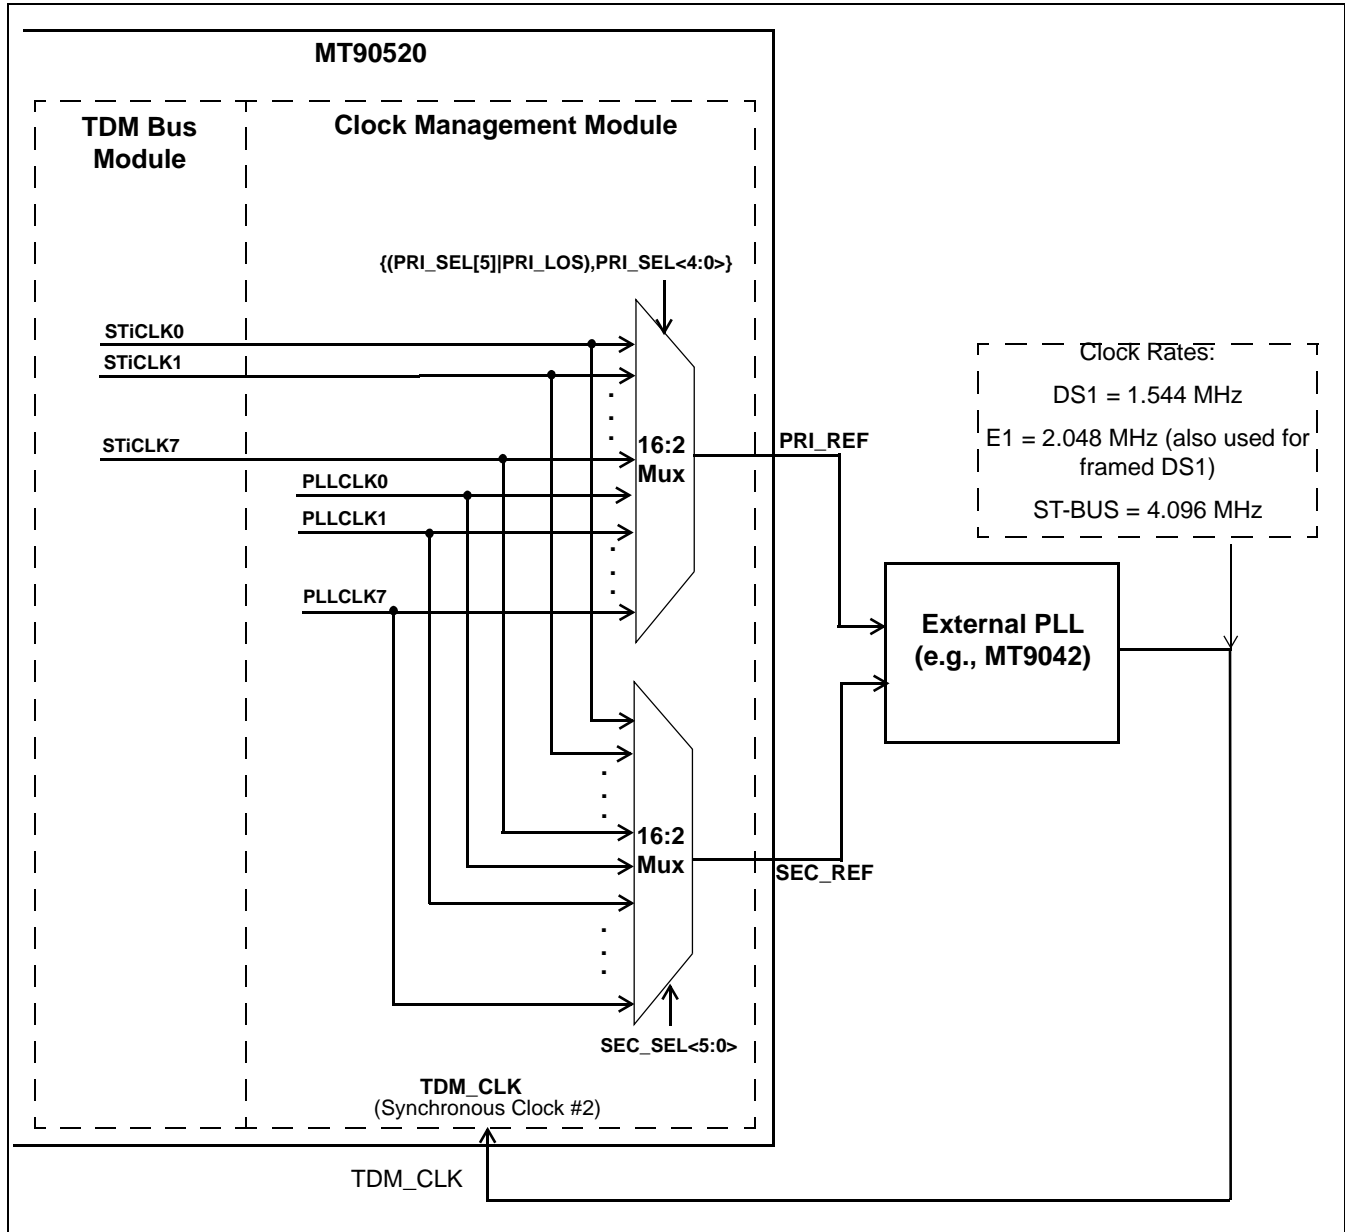 MT90520
TDM Bus
Module
Clock Management Module
{(PRI_SEL[5]|PRI_LOS),PRI_SEL<4:0>}
STiCLK0
STiCLK1
STiCLK7
PLLCLK0
PLLCLK1
PLLCLK7
16:2
Mux
PRI_REF
Clock Rates:
DS1 = 1.544 MHz
E1 = 2.048 MHz (also used for
framed DS1)
ST-BUS = 4.096 MHz
External PLL
(e.g., MT9042)
16:2
Mux
SEC_REF
SEC_SEL<5:0>
TDM_CLK
(Synchronous Clock #2)
TDM_CLK